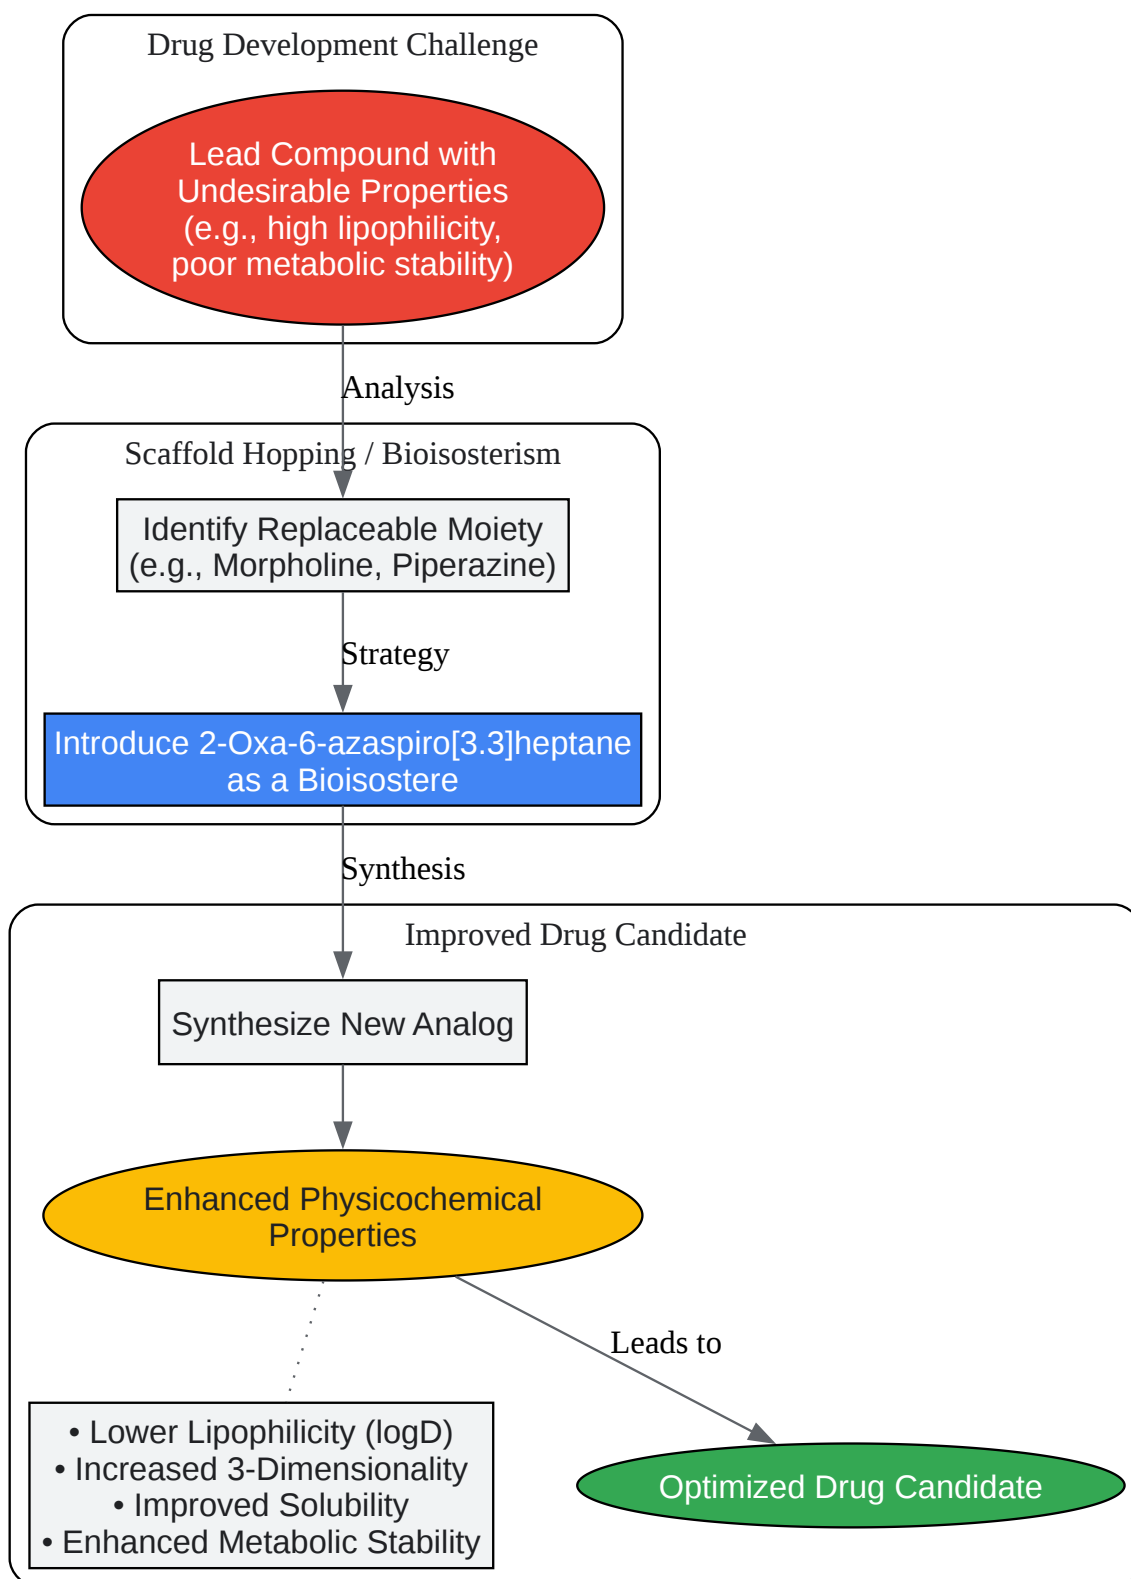 Drug Development Challenge
Lead Compound with
Undesirable Properties
(e.g., high lipophilicity,
poor metabolic stability)
Analysis
Scaffold Hopping / Bioisosterism
Identify Replaceable Moiety
(e.g., Morpholine, Piperazine)
Strategy
Introduce 2-Oxa-6-azaspiro[3.3]heptane
as a Bioisostere
Synthesis
Improved Drug Candidate
Synthesize New Analog
Enhanced Physicochemical
Properties
Leads to
• Lower Lipophilicity (logD)
• Increased 3-Dimensionality
• Improved Solubility
• Enhanced Metabolic Stability
Optimized Drug Candidate